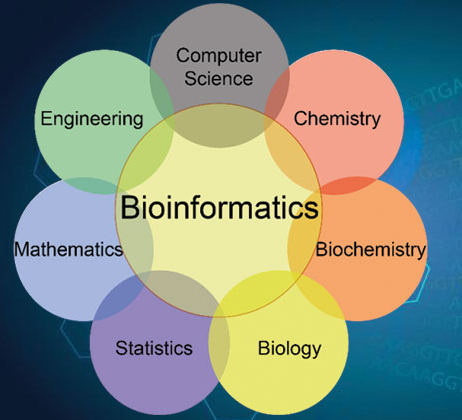 Computer
Science
Engineering
Chemistry
Bioinformatics
Mathematics
Biochemistry
Statistics
Biology